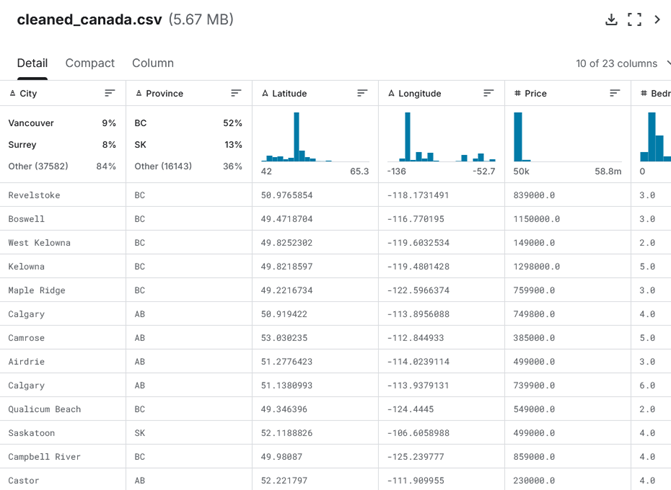 cleaned_canada.csv (5.67 MB)
Detail Compact Column 10 of 23 columns
City Province Latitude Longitude # Price # Bedr
Vancouver 9% BC 52%
Surrey 8% SK 13%
Other (37582) 84% Other (16143) 36% 42 65.3 -136 -52.7 50k 58.8m 0
Revelstoke BC 50.9765854 -118.1731491 839000.0 3.0
Boswell BC 49.4718704 -116.770195 1150000.0 3.0
West Kelowna BC 49.8252302 -119.6032534 149000.0 2.0
Kelowna BC 49.8218597 -119.4801428 1298000.0 5.0
Maple Ridge BC 49.2216734 -122.5966374 759900.0 3.0
Calgary AB 50.919422 -113.8956088 749800.0 4.0
Camrose AB 53.030235 -112.844933 385000.0 5.0
Airdrie AB 51.2776423 -114.0239114 499000.0 3.0
Calgary AB 51.1380993 -113.9379131 739900.0 6.0
Qualicum Beach BC 49.346396 -124.4445 549000.0 2.0
Saskatoon SK 52.1188826 -106.6058988 499000.0 4.0
Campbell River BC 49.98087 -125.239777 859000.0 4.0
Castor AB 52.221797 -111.909955 230000.0 4.0